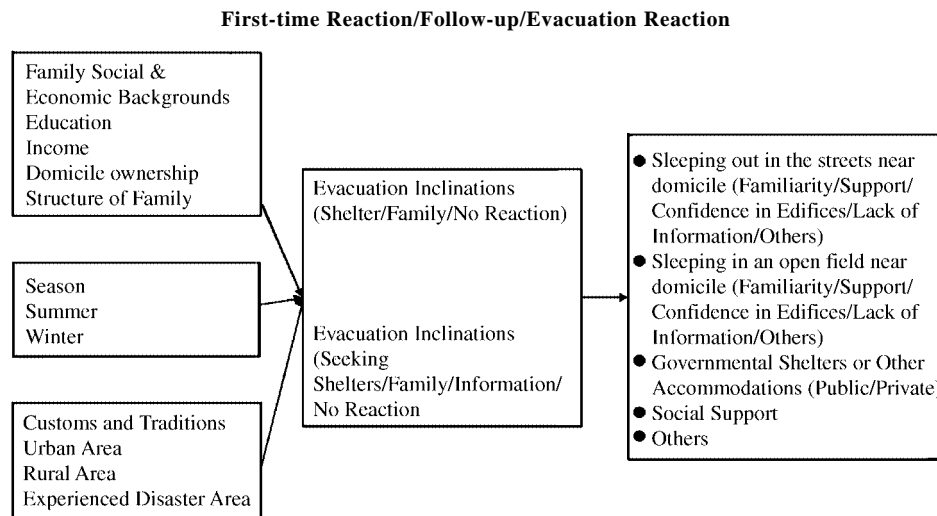 First-time Reaction/Follow-up/Evacuation Reaction
Family Social &
Economic Backgrounds
Education
Income
Domicile ownership
Structure of Family
Season
Summer
Winter
Customs and Traditions
Urban Area
Rural Area
Experienced Disaster Area
Evacuation Inclinations
(Shelter/Family/No Reaction)
Evacuation Inclinations
(Seeking
Shelters/Family/Information/
No Reaction
● Sleeping out in the streets near
domicile (Familiarity/Support/
Confidence in Edifices/Lack of
Information/Others)
● Sleeping in an open field near
domicile (Familiarity/Support/
Confidence in Edifices/Lack of
Information/Others)
● Governmental Shelters or Other
Accommodations (Public/Private)
● Social Support
● Others